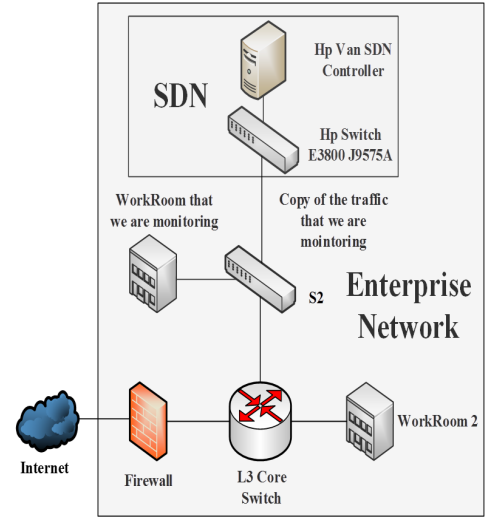 Hp Van SDN
Controller
SDN
Hp Switch
E3800 J9575A
WorkRoom that
we are monitoring
Copy of the traffic
that we are
mointoring
S2
Enterprise
Network
WorkRoom 2
Internet
Firewall
L3 Core
Switch